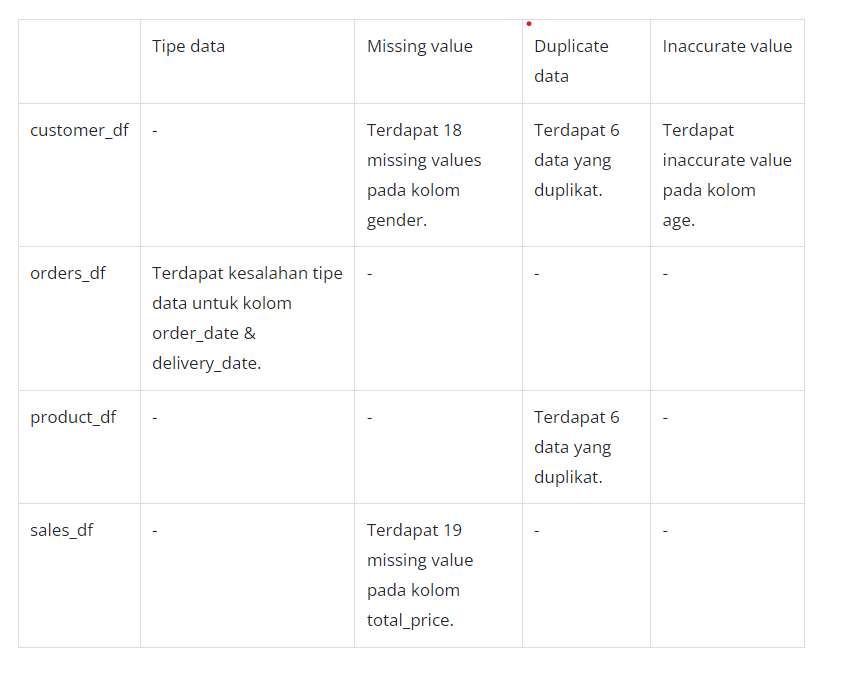 Tipe data
Missing value
Duplicate
data
Inaccurate value
customer_df
-
Terdapat 18
missing values
pada kolom
gender.
Terdapat 6
data yang
duplikat.
Terdapat
inaccurate value
pada kolom
age.
orders_df
Terdapat kesalahan tipe
data untuk kolom
order_date &
delivery_date.
-
-
-
product_df
-
-
Terdapat 6
data yang
duplikat.
-
sales_df
-
Terdapat 19
missing value
pada kolom
total_price.
-
-